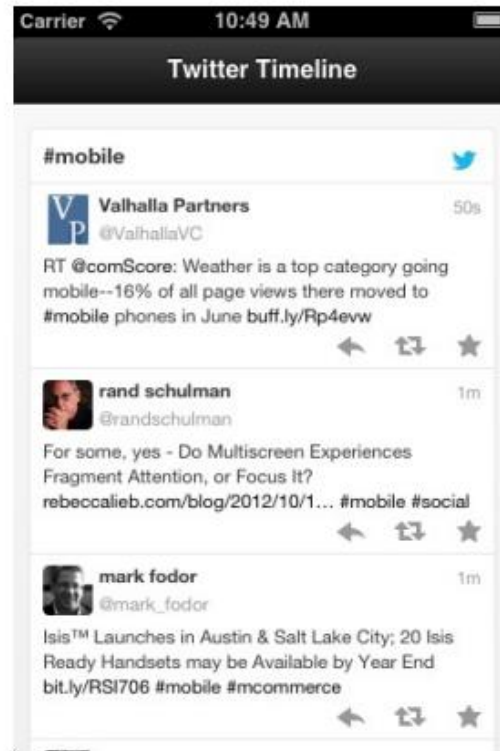 Carrier 10:49 AM
Twitter Timeline
#mobile
VP
Valhalla Partners 50s
@ValhallaVC
RT @comScore: Weather is a top category going
mobile--16% of all page views there moved to
#mobile phones in June buff.ly/Rp4evw
rand schulman 1m
@randschulman
For some, yes - Do Multiscreen Experiences
Fragment Attention, or Focus It?
rebeccalieb.com/blog/2012/10/1… #mobile #social
mark fodor 1m
@mark_fodor
Isis™ Launches in Austin & Salt Lake City; 20 Isis
Ready Handsets may be Available by Year End
bit.ly/RSI706 #mobile #mcommerce